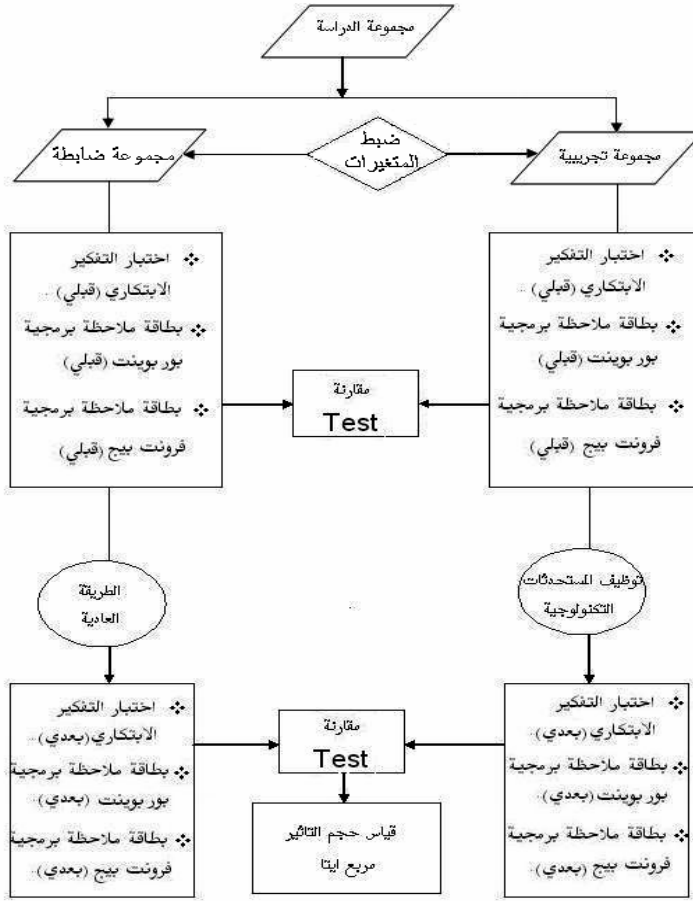 مجموعة الدراسة
ضبط
المتغيرات
مجموعة تجريبية
مجموعة ضابطة
❖ اختبار التفكير
الابتكاري (قبلي) .
❖ بطاقة ملاحظة برمجية
بور بوينت (قبلي)
❖ بطاقة ملاحظة برمجية
فرونت بيج (قبلي)
مقارنة
Test
❖ اختبار التفكير
الابتكاري (قبلي) .
❖ بطاقة ملاحظة برمجية
بور بوينت (قبلي)
❖ بطاقة ملاحظة برمجية
فرونت بيج (قبلي)
توظيف المستحدثات
التكنولوجية
الطريقة
العادية
❖ اختبار التفكير
الابتكاري (بعدي).
❖ بطاقة ملاحظة برمجية
بور بوينت (بعدي).
❖ بطاقة ملاحظة برمجية
فرونت بيج (بعدي).
مقارنة
Test
قياس حجم التاثير
مربع ايتا
❖ اختبار التفكير
الابتكاري (بعدي).
❖ بطاقة ملاحظة برمجية
بور بوينت (بعدي).
❖ بطاقة ملاحظة برمجية
فرونت بيج (بعدي).